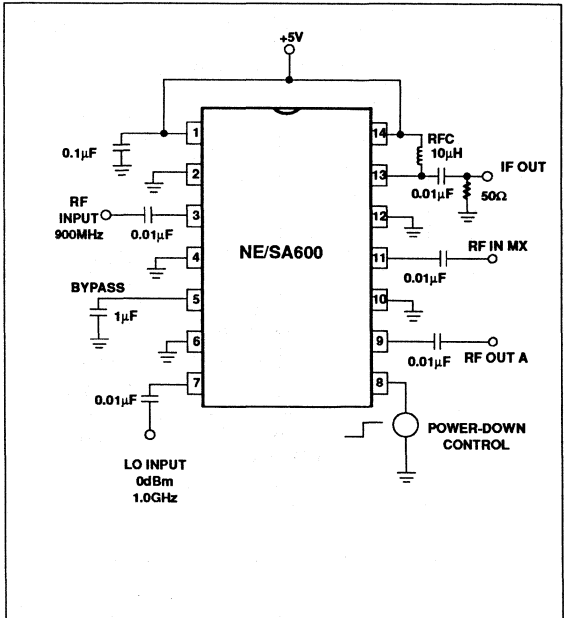 +5V
1
14
RFC
10µH
0.1µF
2
13
IF OUT
0.01µF
50Ω
RF
INPUT
900MHz
0.01µF
3
12
NE/SA600
4
11
RF IN MX
0.01µF
BYPASS
1µF
5
10
6
9
0.01µF
RF OUT A
7
8
0.01µF
POWER-DOWN
CONTROL
LO INPUT
0dBm
1.0GHz